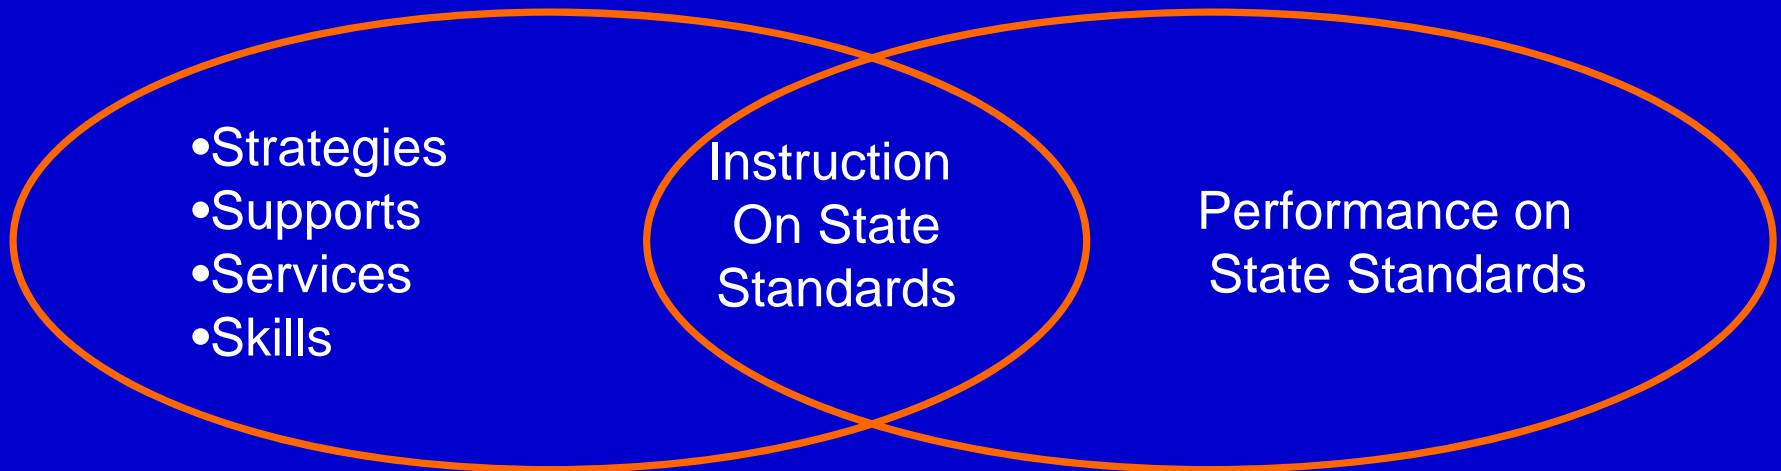 •Strategies
•Supports
•Services
•Skills
Instruction
On State
Standards
Performance on
State Standards